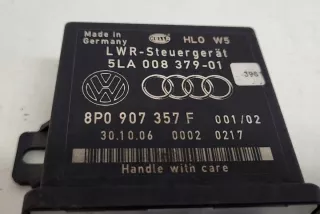 Made in
Germany
HELLA
HLO W5
LWR-Steuergerät
5LA 008 379-01
8P0 907 357 F 001/02
30.10.06 0002 0217
Handle with care